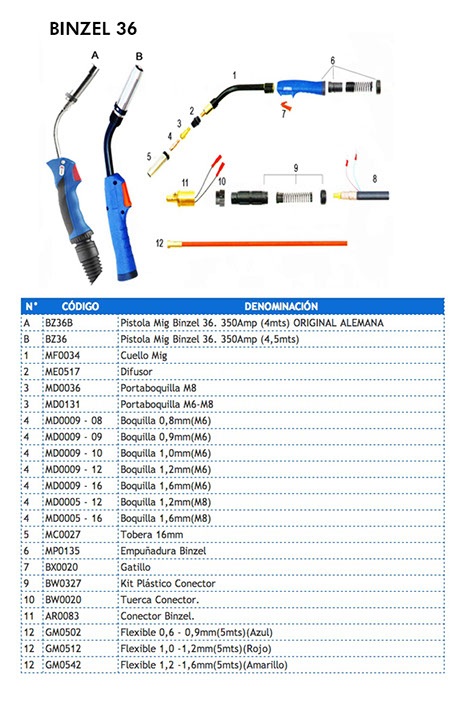 BINZEL 36
A
B
1
6
2
3
4
5
7
9
11
10
8
12
N° CÓDIGO DENOMINACIÓN
A BZ36B Pistola Mig Binzel 36. 350Amp (4mts) ORIGINAL ALEMANA
B BZ36 Pistola Mig Binzel 36. 350Amp (4,5mts)
1 MF0034 Cuello Mig
2 ME0517 Difusor
3 MD0036 Portaboquilla M8
3 MD0131 Portaboquilla M6-M8
4 MD0009 - 08 Boquilla 0,8mm(M6)
4 MD0009 - 09 Boquilla 0,9mm(M6)
4 MD0009 - 10 Boquilla 1,0mm(M6)
4 MD0009 - 12 Boquilla 1,2mm(M6)
4 MD0009 - 16 Boquilla 1,6mm(M6)
4 MD0005 - 12 Boquilla 1,2mm(M8)
4 MD0005 - 16 Boquilla 1,6mm(M8)
5 MC0027 Tobera 16mm
6 MP0135 Empuñadura Binzel
7 BX0020 Gatillo
9 BW0327 Kit Plástico Conector
10 BW0020 Tuerca Conector.
11 AR0083 Conector Binzel.
12 GM0502 Flexible 0,6 - 0,9mm(5mts)(Azul)
12 GM0512 Flexible 1,0 -1,2mm(5mts)(Rojo)
12 GM0542 Flexible 1,2 -1,6mm(5mts)(Amarillo)